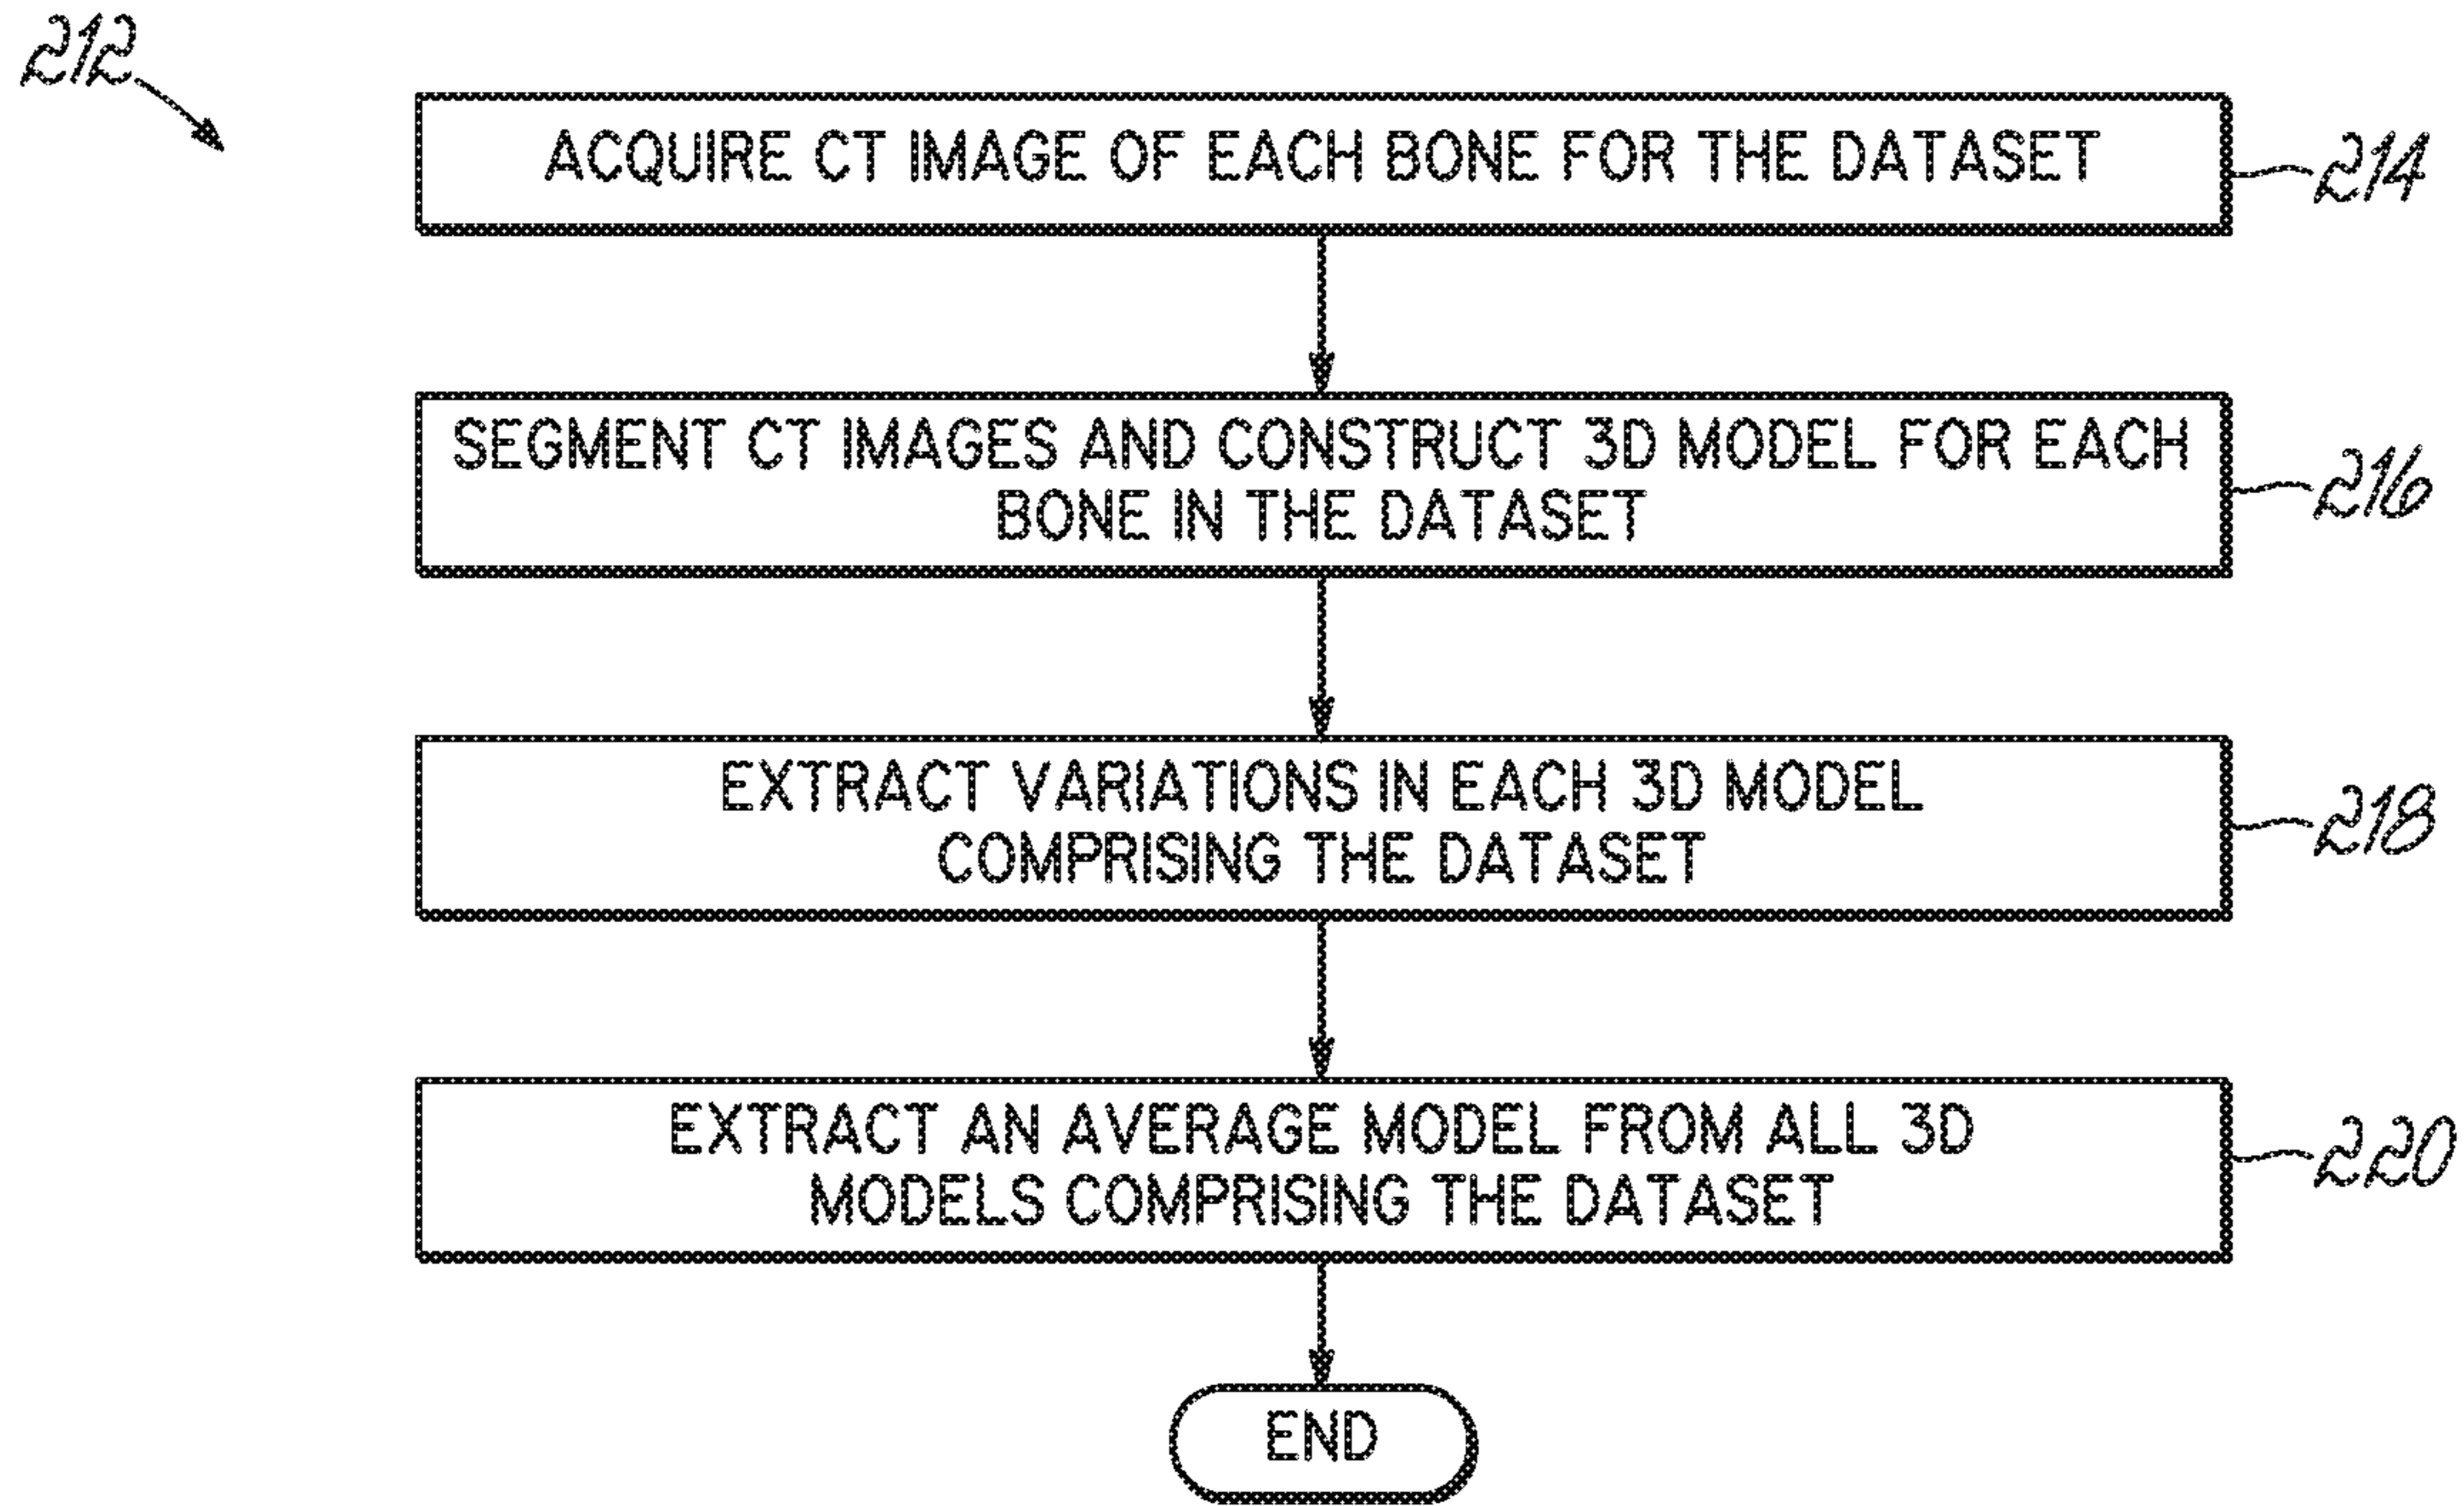 212
ACQUIRE CT IMAGE OF EACH BONE FOR THE DATASET
214
SEGMENT CT IMAGES AND CONSTRUCT 3D MODEL FOR EACH
BONE IN THE DATASET
216
EXTRACT VARIATIONS IN EACH 3D MODEL
COMPRISING THE DATASET
218
EXTRACT AN AVERAGE MODEL FROM ALL 3D
MODELS COMPRISING THE DATASET
220
END